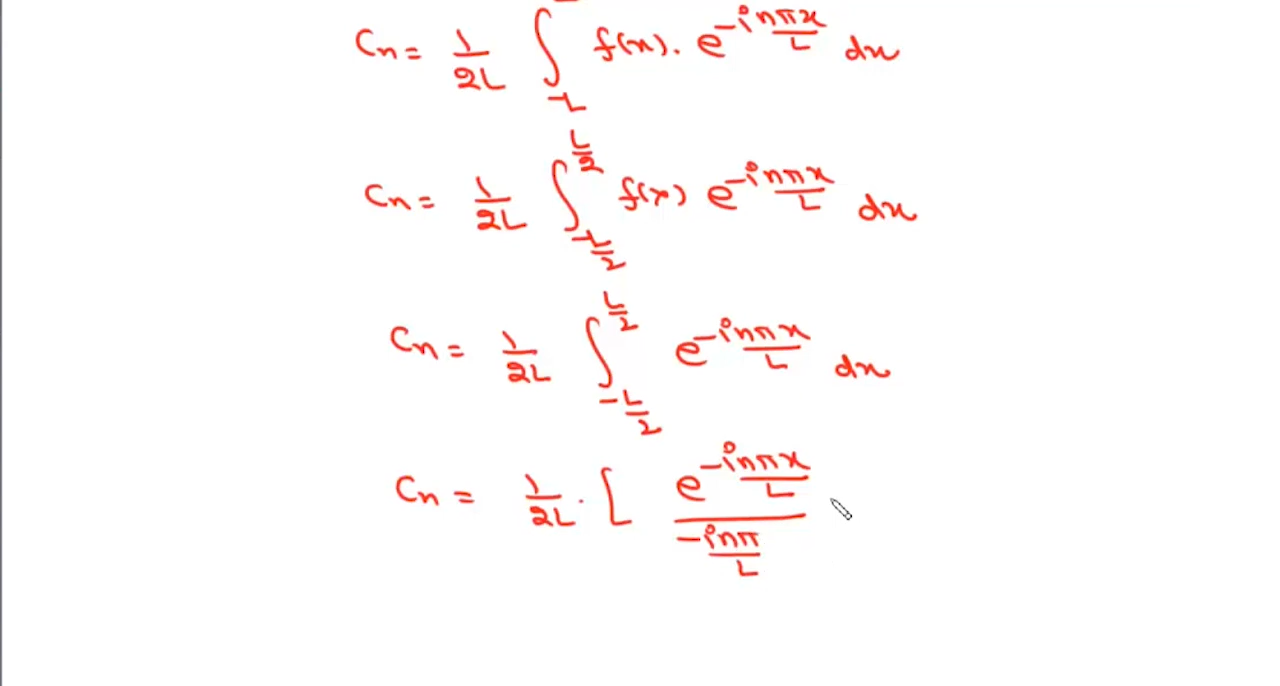 Cn = 1/2L ∫_{-L} f(x). e^{-inπx/L} dx
Cn = 1/2L ∫_{-L/2}^{L/2} f(x) e^{-inπx/L} dx
Cn = 1/2L ∫_{-L/2}^{L/2} e^{-inπx/L} dx
Cn = 1/2L . [ e^{-inπx/L} / -inπ/L